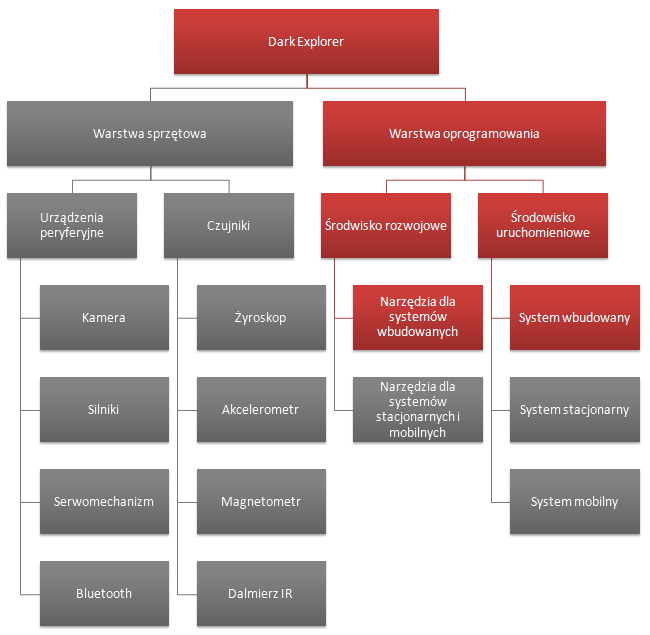 Dark Explorer
Warstwa sprzętowa
Warstwa oprogramowania
Urządzenia
peryferyjne
Czujniki
Śrdwisko rozwojowe
Środowisko
uruchomieniowe
Kamera
Żyroskop
Narzędzia dla
systemów
wbudowanych
System wbudowany
Silniki
Akcelerometr
Narzędzia dla
systemów
stacjonarnych i
mobilnych
System stacjonarny
Serwomechanizm
Magnetometr
System mobilny
Bluetooth
Dalmierz IR